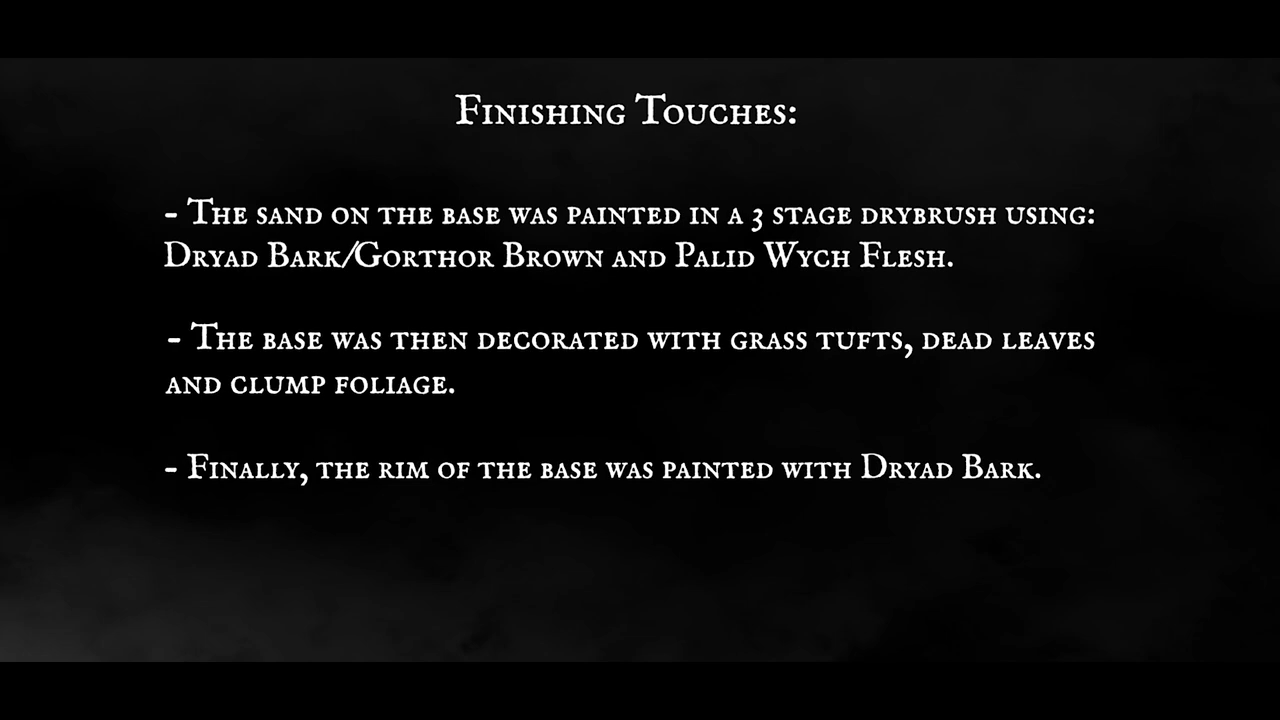 Finishing Touches:
- The sand on the base was painted in a 3 stage drybrush using:
Dryad Bark/Gorthor Brown and Palid Wych Flesh.
- The base was then decorated with grass tufts, dead leaves
and clump foliage.
- Finally, the rim of the base was painted with Dryad Bark.